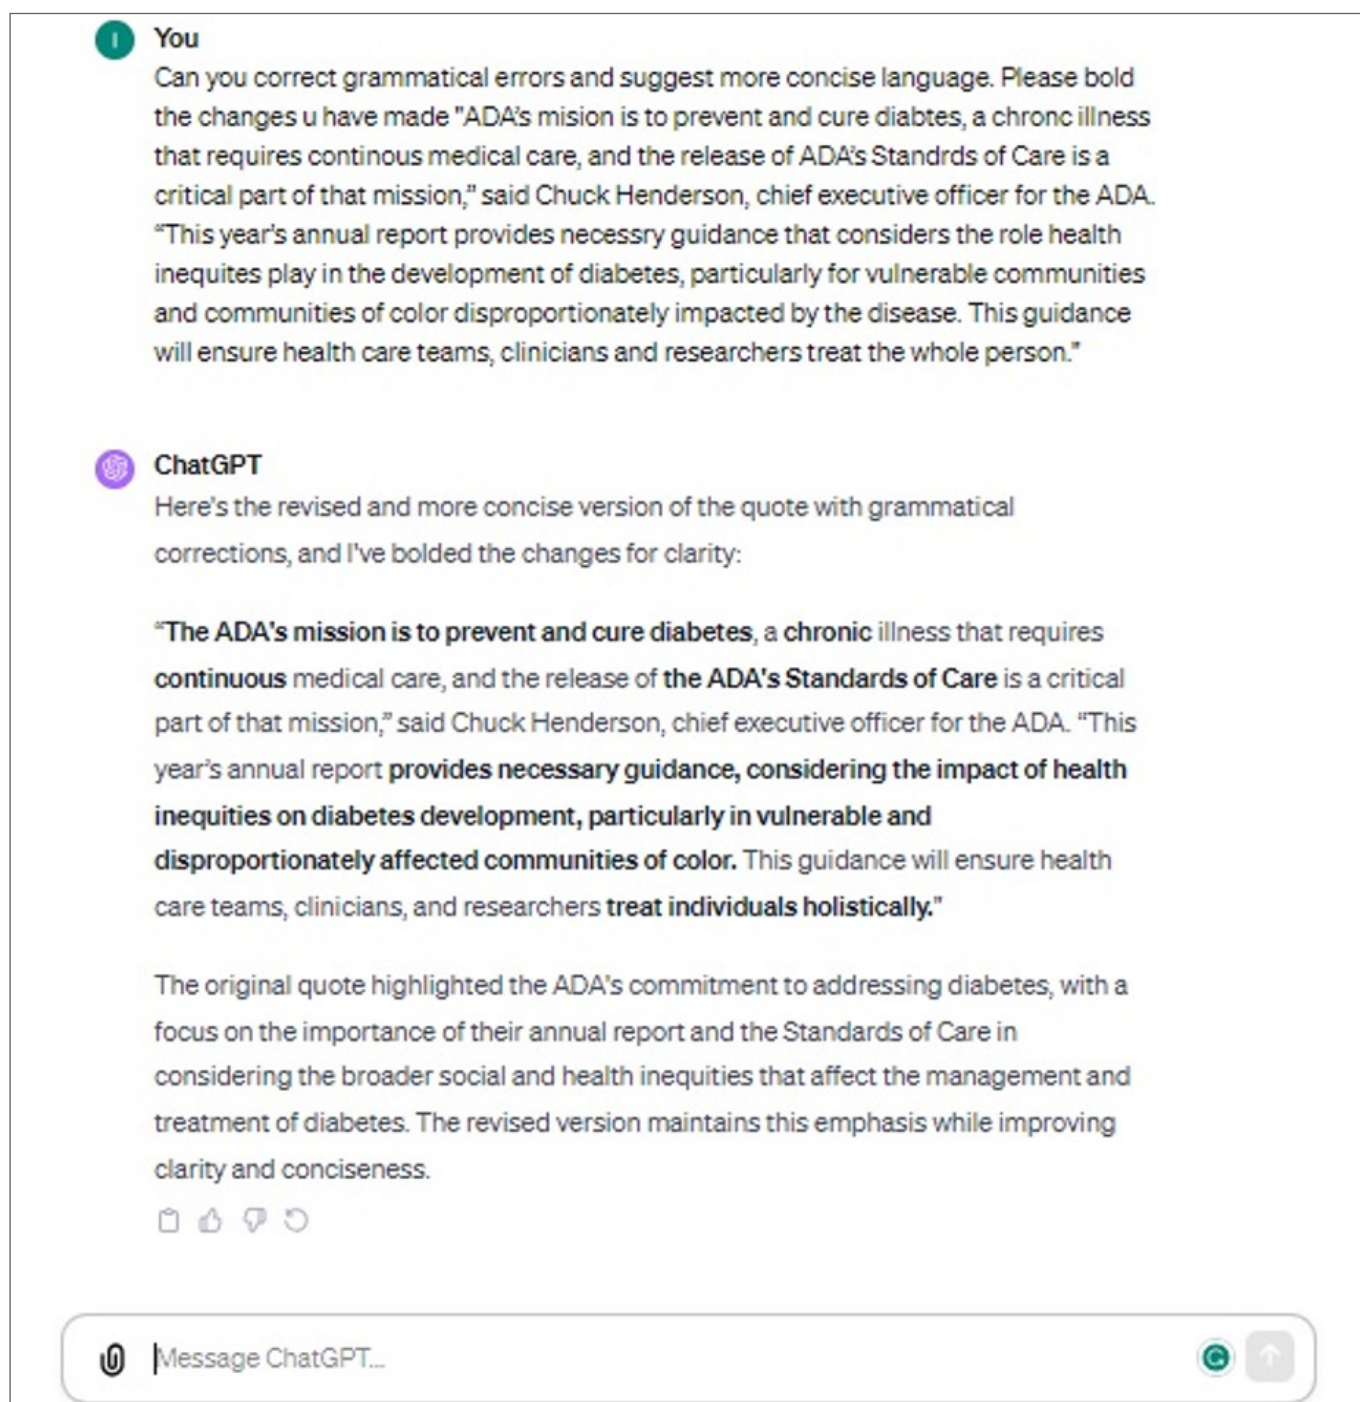 I
You
Can you correct grammatical errors and suggest more concise language. Please bold
the changes u have made "ADA's mision is to prevent and cure diabtes, a chronc illness
that requires continous medical care, and the release of ADA's Standrds of Care is a
critical part of that mission,” said Chuck Henderson, chief executive officer for the ADA.
“This year's annual report provides necessry guidance that considers the role health
inequites play in the development of diabetes, particularly for vulnerable communities
and communities of color disproportionately impacted by the disease. This guidance
will ensure health care teams, clinicians and researchers treat the whole person.”
ChatGPT
Here's the revised and more concise version of the quote with grammatical
corrections, and I've bolded the changes for clarity:
“The ADA's mission is to prevent and cure diabetes, a chronic illness that requires
continuous medical care, and the release of the ADA's Standards of Care is a critical
part of that mission,” said Chuck Henderson, chief executive officer for the ADA. “This
year's annual report provides necessary guidance, considering the impact of health
inequities on diabetes development, particularly in vulnerable and
disproportionately affected communities of color. This guidance will ensure health
care teams, clinicians, and researchers treat individuals holistically."
The original quote highlighted the ADA's commitment to addressing diabetes, with a
focus on the importance of their annual report and the Standards of Care in
considering the broader social and health inequities that affect the management and
treatment of diabetes. The revised version maintains this emphasis while improving
clarity and conciseness.
Message ChatGPT...